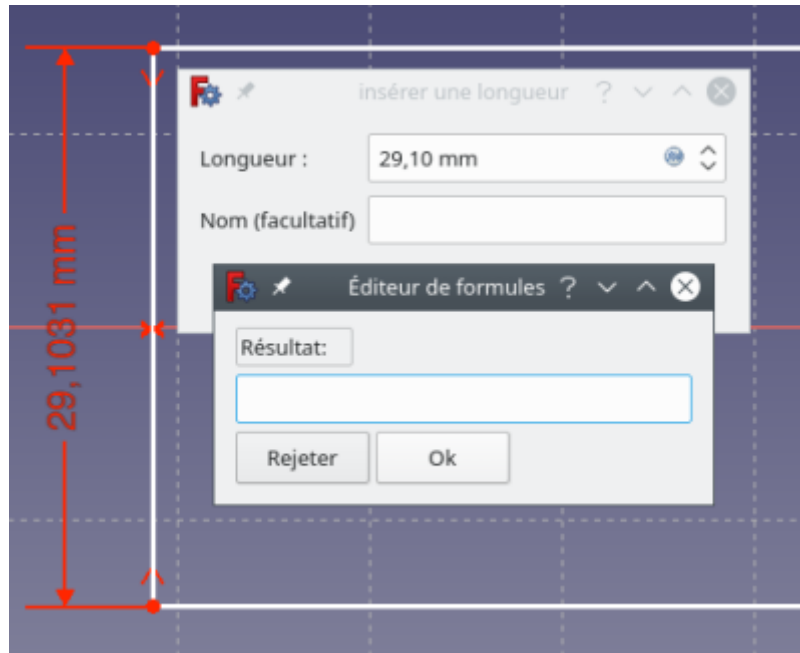 insérer une longueur
Longueur :
29,10 mm
Nom (facultatif)
29,1031 mm
Éditeur de formules
Résultat:
Rejeter
Ok